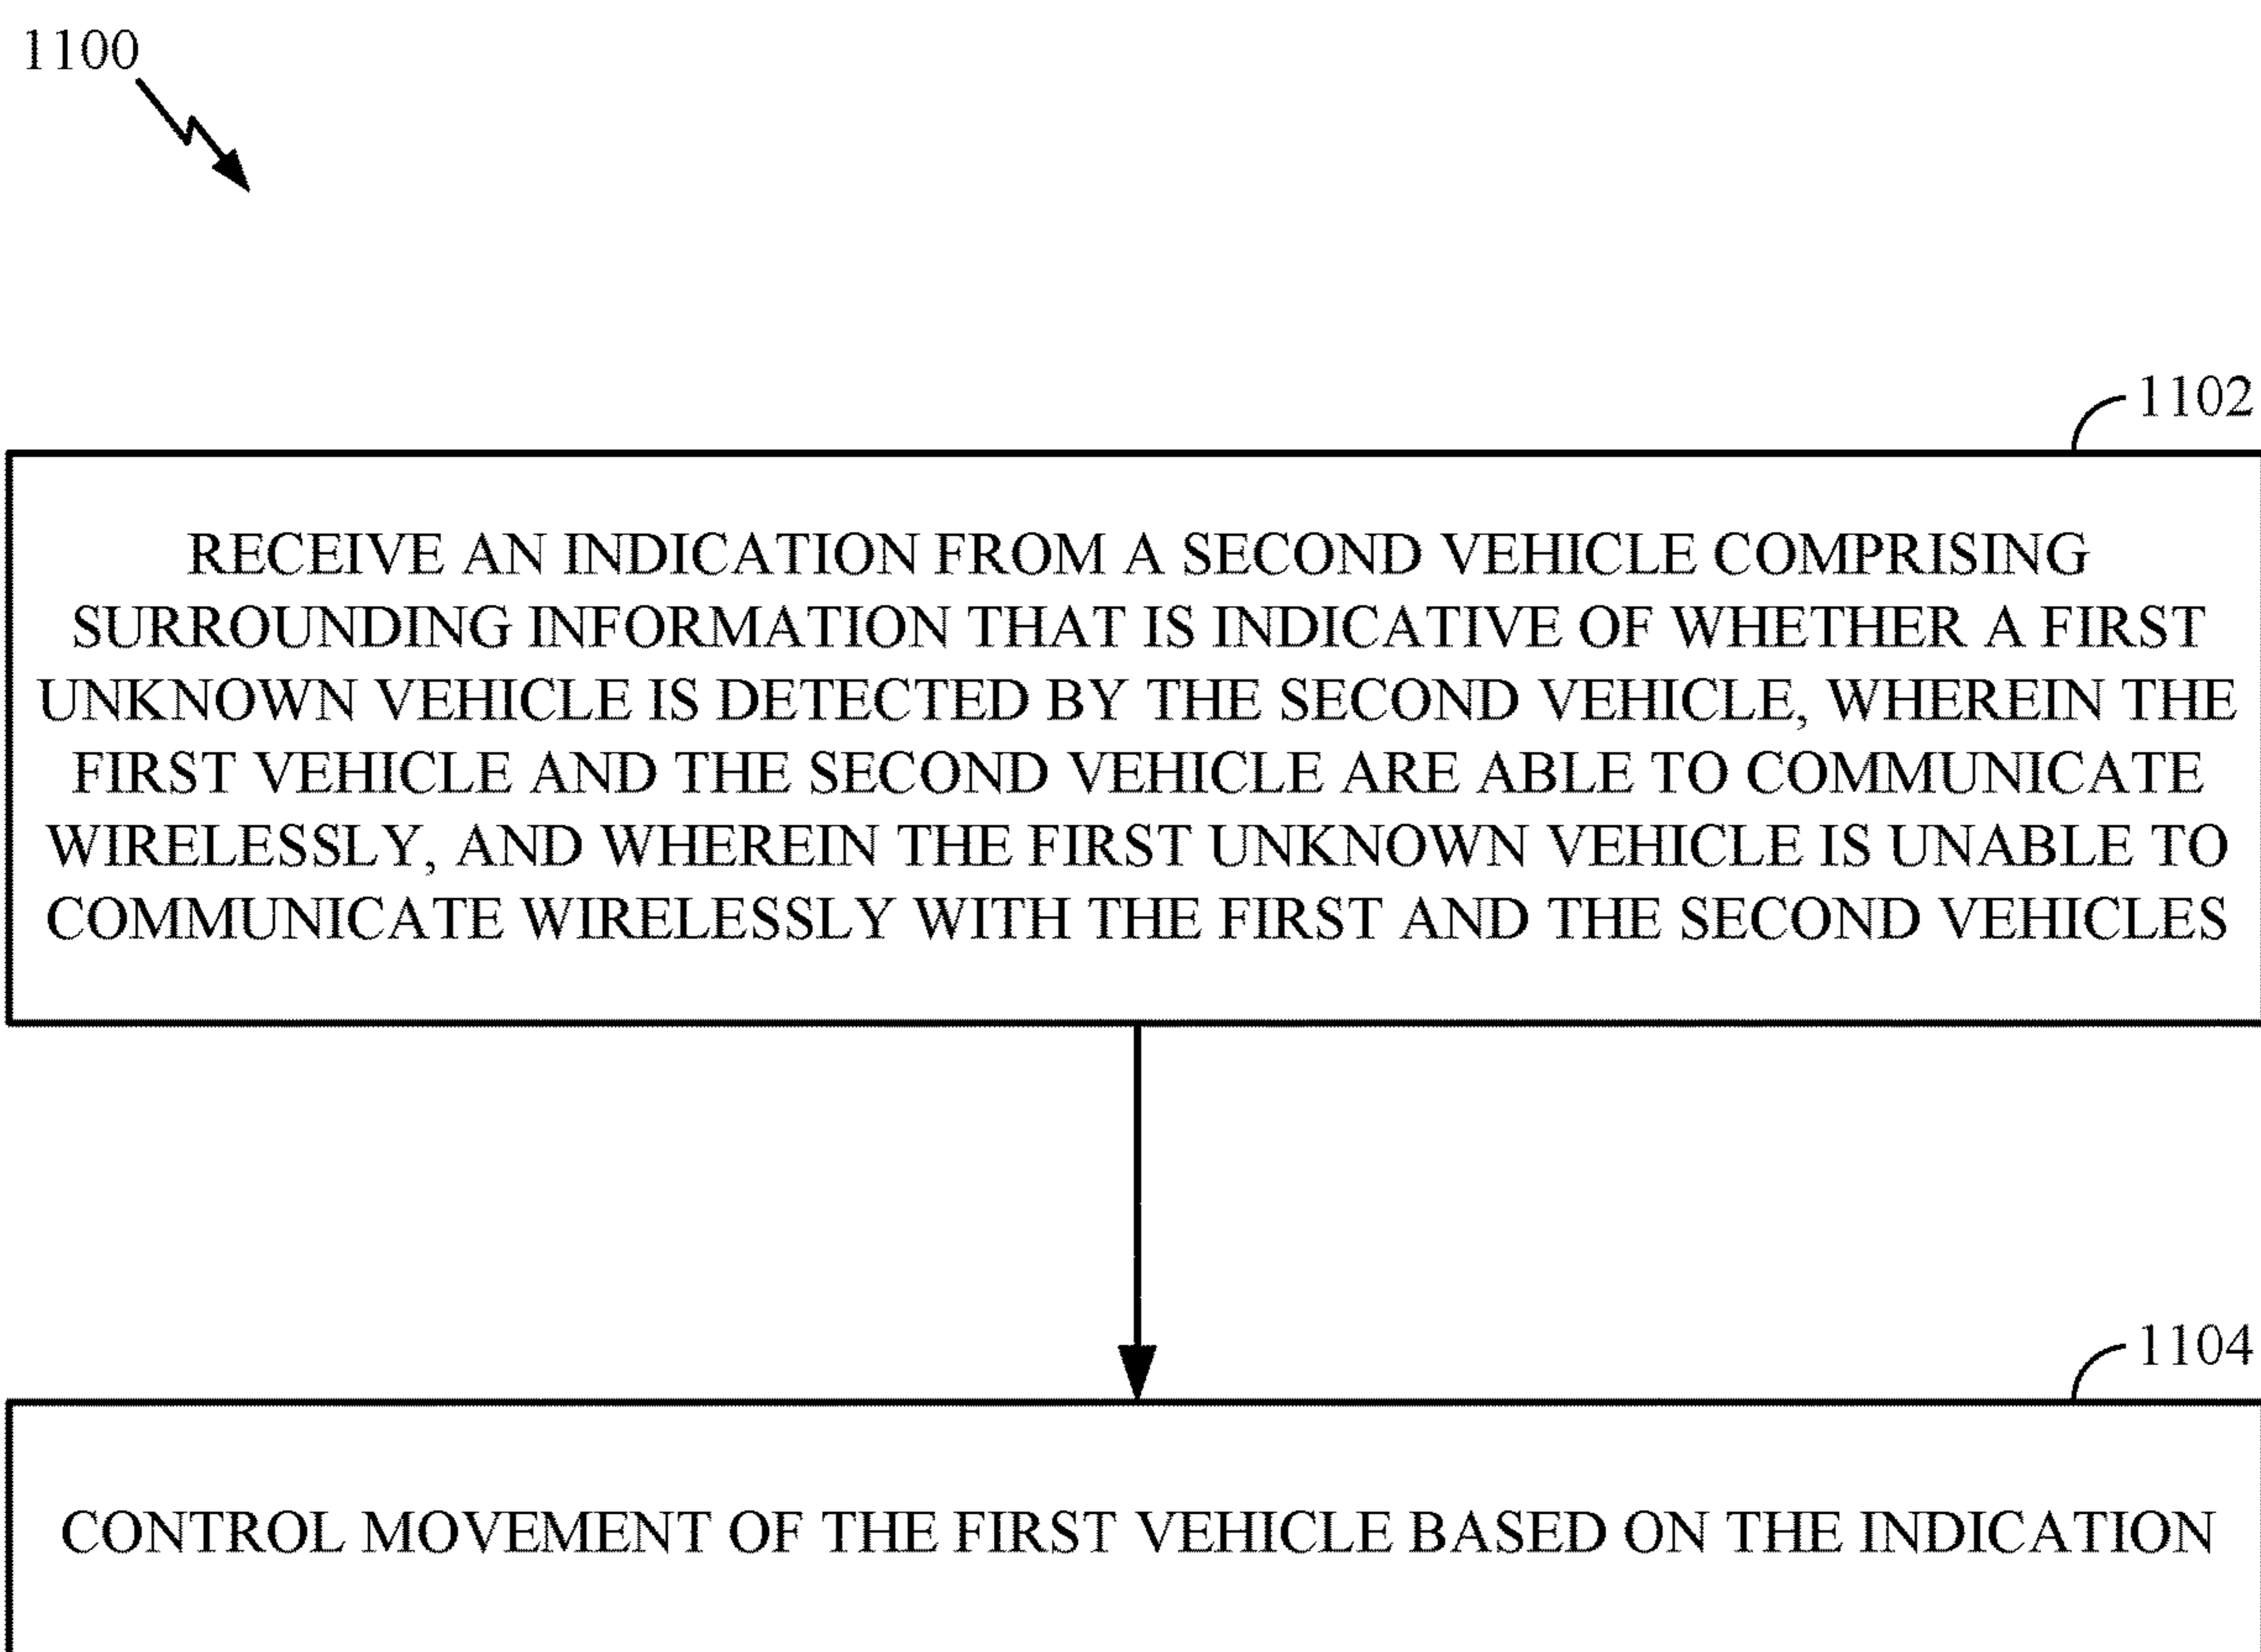 1100
1102
RECEIVE AN INDICATION FROM A SECOND VEHICLE COMPRISING
SURROUNDING INFORMATION THAT IS INDICATIVE OF WHETHER A FIRST
UNKNOWN VEHICLE IS DETECTED BY THE SECOND VEHICLE, WHEREIN THE
FIRST VEHICLE AND THE SECOND VEHICLE ARE ABLE TO COMMUNICATE
WIRELESSLY, AND WHEREIN THE FIRST UNKNOWN VEHICLE IS UNABLE TO
COMMUNICATE WIRELESSLY WITH THE FIRST AND THE SECOND VEHICLES
1104
CONTROL MOVEMENT OF THE FIRST VEHICLE BASED ON THE INDICATION